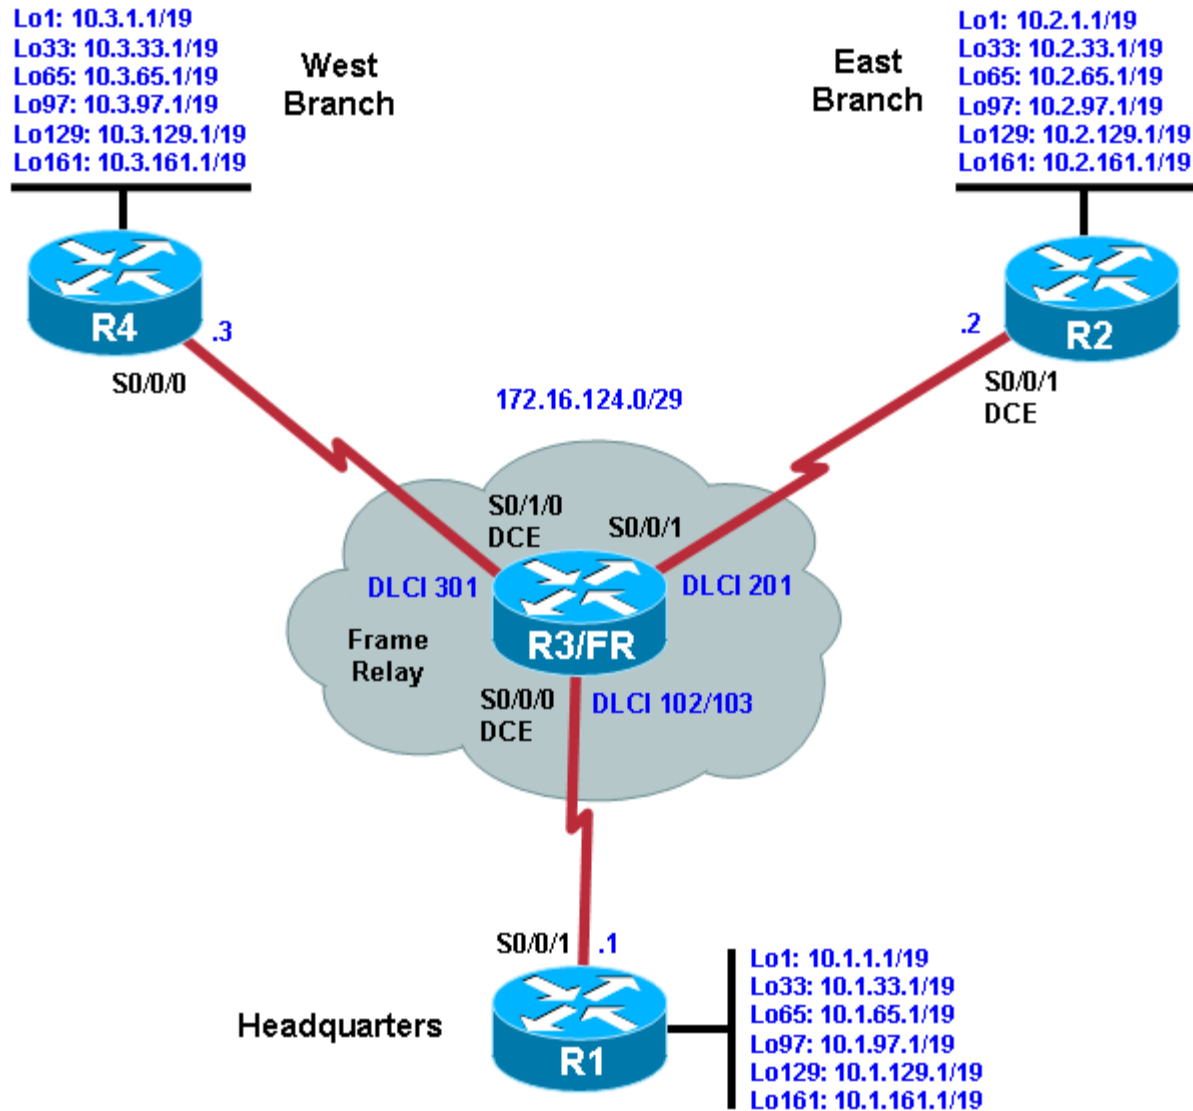 Lo1: 10.3.1.1/19
Lo33: 10.3.33.1/19
Lo65: 10.3.65.1/19
Lo97: 10.3.97.1/19
Lo129: 10.3.129.1/19
Lo161: 10.3.161.1/19
West
Branch
East
Branch
Lo1: 10.2.1.1/19
Lo33: 10.2.33.1/19
Lo65: 10.2.65.1/19
Lo97: 10.2.97.1/19
Lo129: 10.2.129.1/19
Lo161: 10.2.161.1/19
R4
.3
S0/0/0
.2
R2
S0/0/1
DCE
172.16.124.0/29
S0/1/0
DCE
S0/0/1
DLCI 301
DLCI 201
R3/FR
Frame
Relay
S0/0/0
DCE
DLCI 102/103
S0/0/1
.1
Headquarters
R1
Lo1: 10.1.1.1/19
Lo33: 10.1.33.1/19
Lo65: 10.1.65.1/19
Lo97: 10.1.97.1/19
Lo129: 10.1.129.1/19
Lo161: 10.1.161.1/19